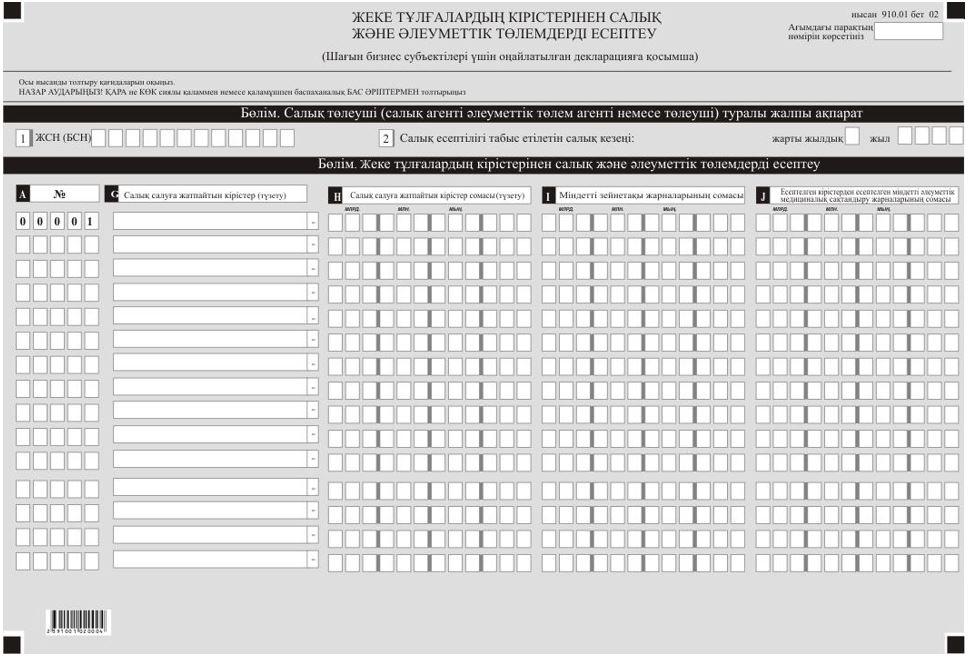 нысан 910.01 бет 02
ЖЕКЕ ТҰЛҒАЛАРДЫҢ КІРІСТЕРІНЕН САЛЫҚ
ЖӘНЕ ӘЛЕУМЕТТІК ТӨЛЕМДЕРДІ ЕСЕПТЕУ
Ағымдағы парақтың
нөмірін көрсетіңіз
(Шағын бизнес субъектілері үшін оңайлатылған декларацияға қосымша)
Осы нысанды толтыру қағидаларын оқыңыз.
НАЗАР АУДАРЫҢЫЗ! ҚАРА не КӨК сиялы қаламмен немесе қаламұшпен баспаханалық БАС ӘРІПТЕРМЕН толтырыңыз
Бөлім. Салық төлеуші (салық агенті әлеуметтік төлем агенті немесе төлеуші) туралы жалпы ақпарат
1 ЖСН (БСН) 2 Салық есептілігі табыс етілетін салық кезеңі: жарты жылдық жыл
Бөлім. Жеке тұлғалардың кірістерінен салық және әлеуметтік төлемдерді есептеу
A № G Салық салуға жатпайтын кірістер (түзету) H Салық салуға жатпайтын кірістер сомасы (түзету) I Міндетті зейнетақы жарналарының сомасы J Есептелген кірістерден есептелген міндетті әлеуметтік
медициналық сақтандыру жарналарының сомасы
МЛРД. МЛН. МЫҢ. МЛРД. МЛН. МЫҢ. МЛРД. МЛН. МЫҢ.
0 0 0 0 1